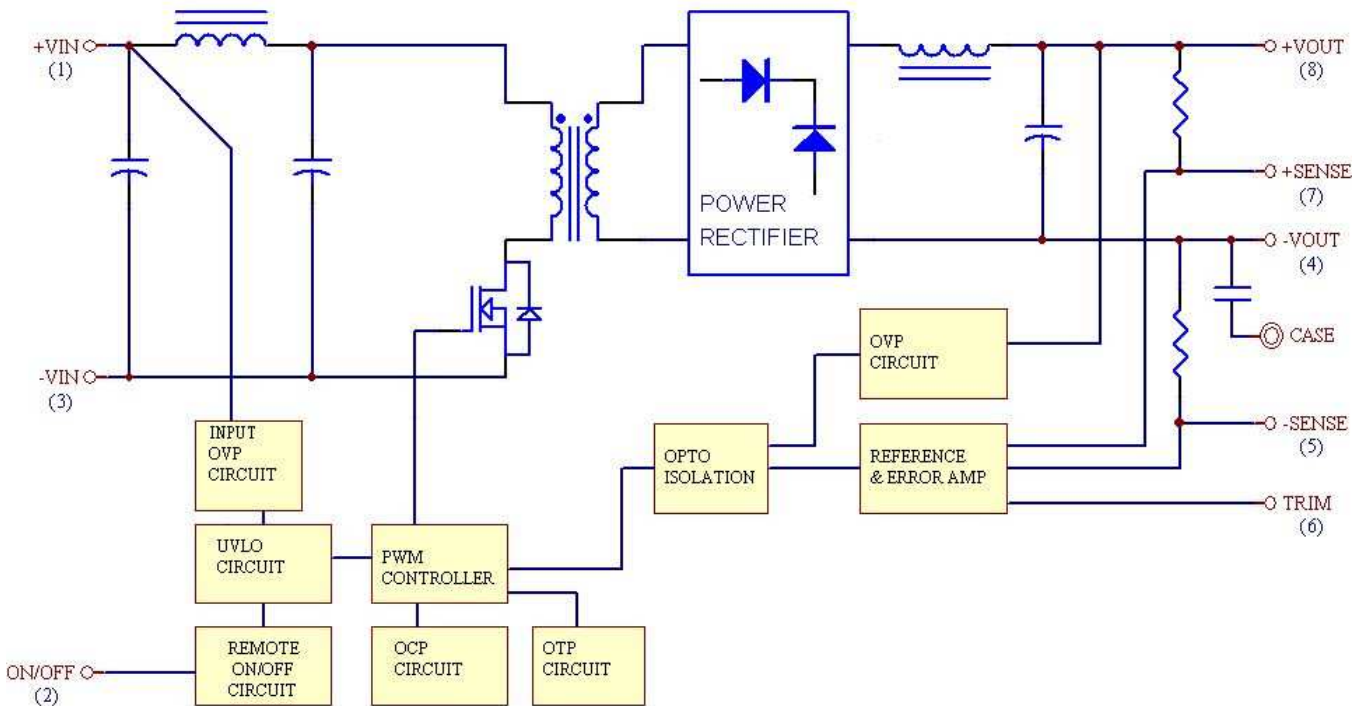 +VIN
(1)
+VOUT
(8)
+SENSE
(7)
POWER
RECTIFIER
-VOUT
(4)
CASE
OVP
CIRCUIT
-VIN
(3)
INPUT
OVP
CIRCUIT
OPTO
ISOLATION
REFERENCE
& ERROR AMP
-SENSE
(5)
TRIM
(6)
UVLO
CIRCUIT
PWM
CONTROLLER
REMOTE
ON/OFF
CIRCUIT
OCP
CIRCUIT
OTP
CIRCUIT
ON/OFF
(2)